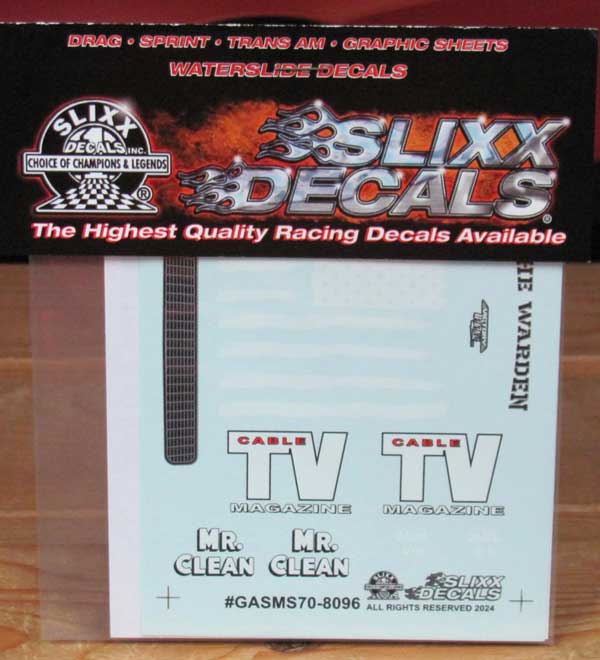 DRAG • SPRINT • TRANS AM • GRAPHIC SHEETS
WATERSLIDE DECALS
SLIXX
DECALS INC.
CHOICE OF CHAMPIONS & LEGENDS
®
SLIXX
DECALS®
The Highest Quality Racing Decals Available
HE WARDEN
CABLE
TV
MAGAZINE
CABLE
TV
MAGAZINE
MR.
CLEAN
MR.
CLEAN
#GASMS70-8096
SLIXX
DECALS
ALL RIGHTS RESERVED 2024